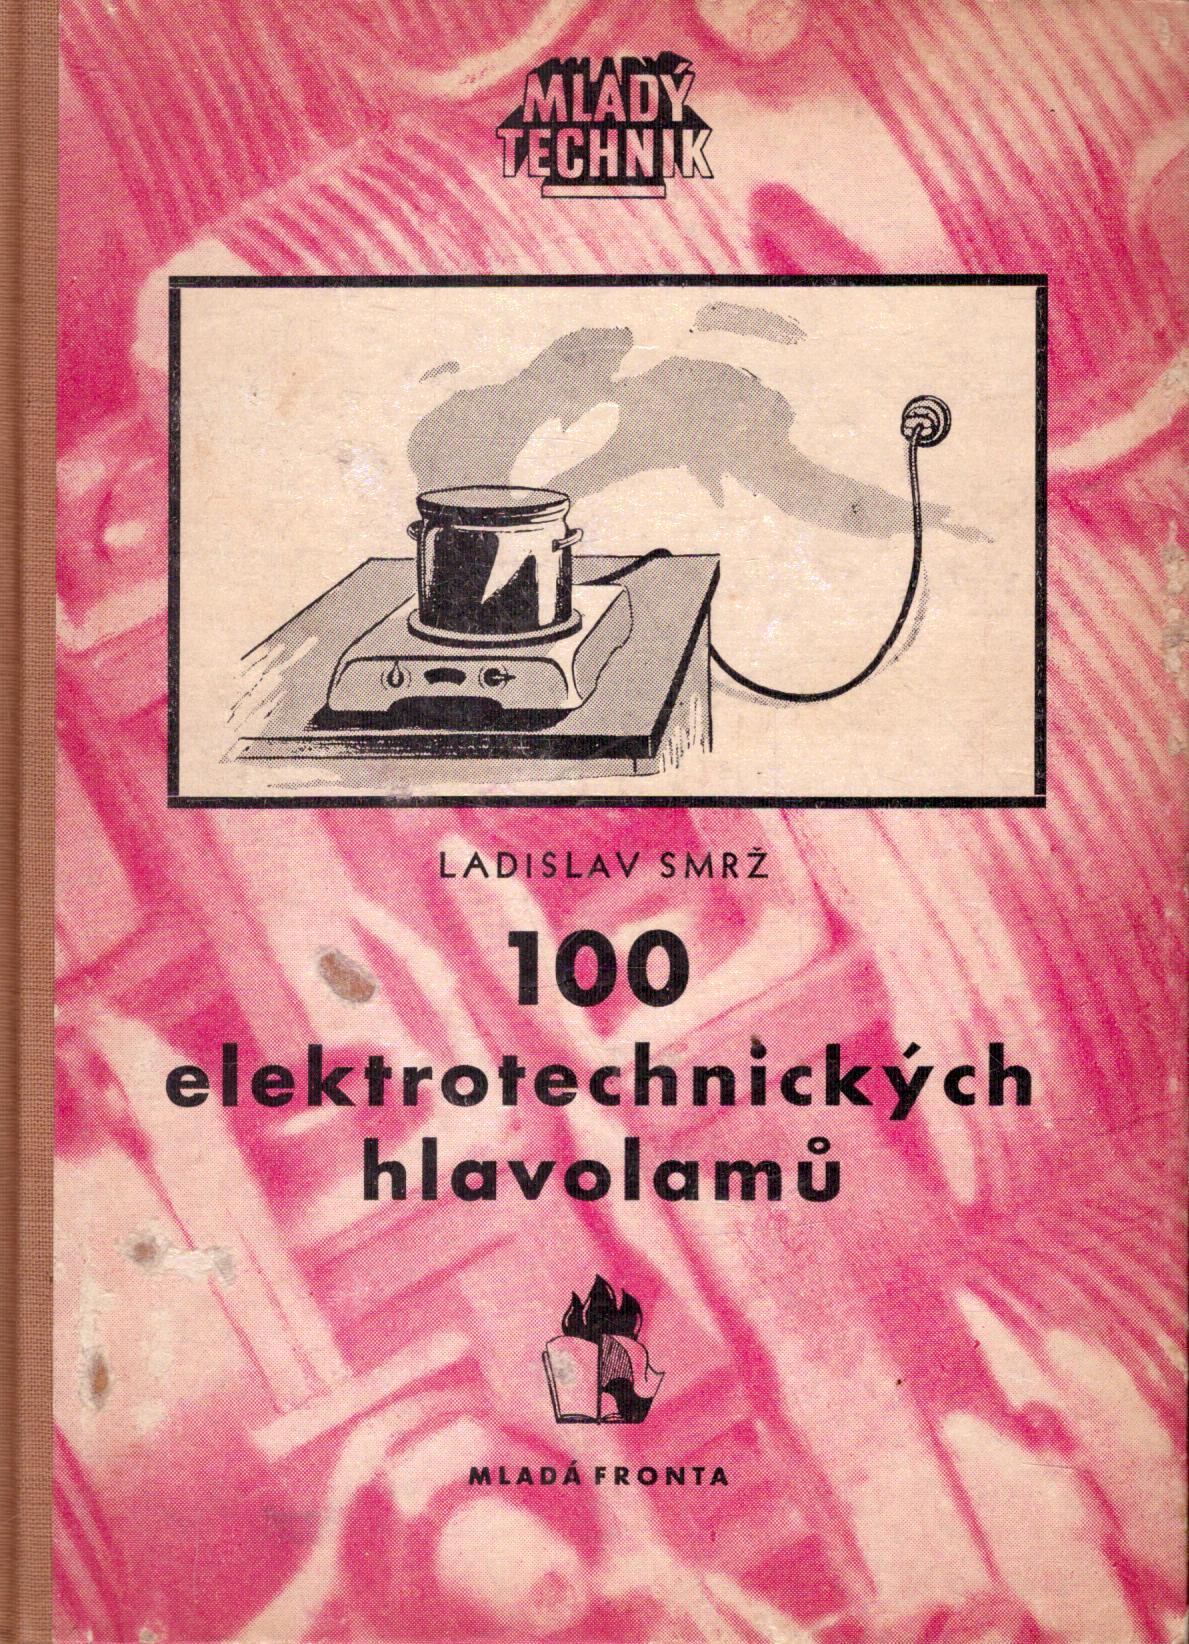 MLADÝ
TECHNIK
LADISLAV SMRŽ
100
elektrotechnických
hlavolamů
MLADÁ FRONTA